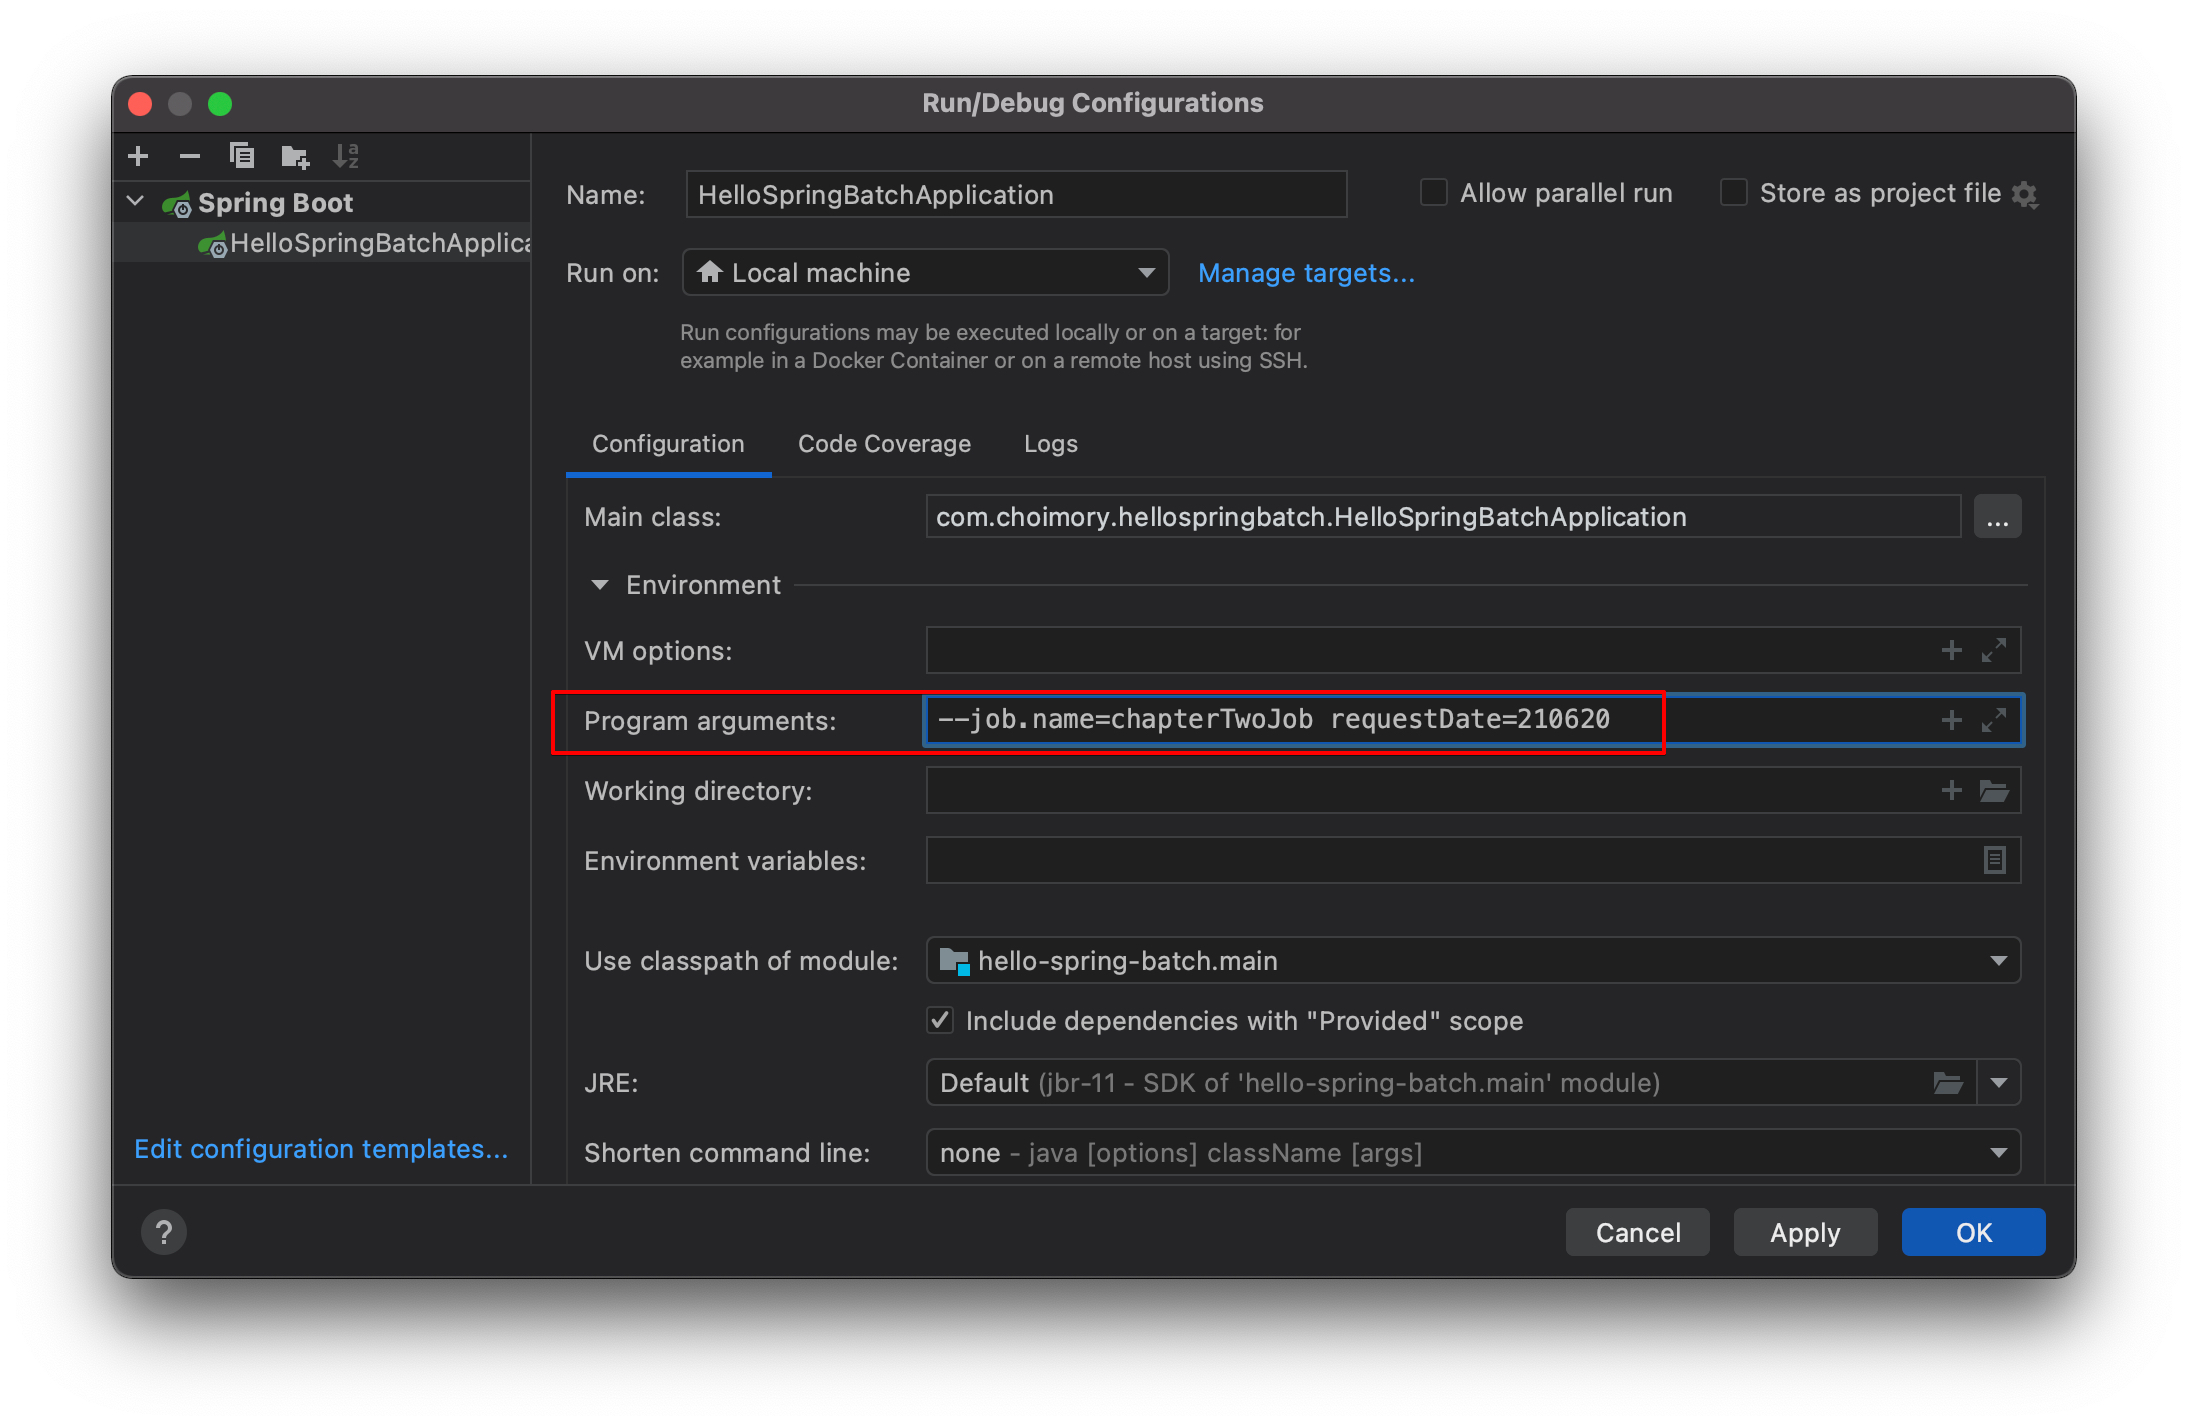 Run/Debug Configurations
Spring Boot
HelloSpringBatchApplica
Name: HelloSpringBatchApplication
Allow parallel run
Store as project file
Run on: Local machine
Manage targets...
Run configurations may be executed locally or on a target: for
example in a Docker Container or on a remote host using SSH.
Configuration Code Coverage Logs
Main class: com.choimory.hellospringbatch.HelloSpringBatchApplication ...
Environment
VM options:
Program arguments: --job.name=chapterTwoJob requestDate=210620
Working directory:
Environment variables:
Use classpath of module: hello-spring-batch.main
Include dependencies with "Provided" scope
JRE: Default (jbr-11 - SDK of 'hello-spring-batch.main' module)
Shorten command line: none - java [options] className [args]
Edit configuration templates...
? Cancel Apply OK